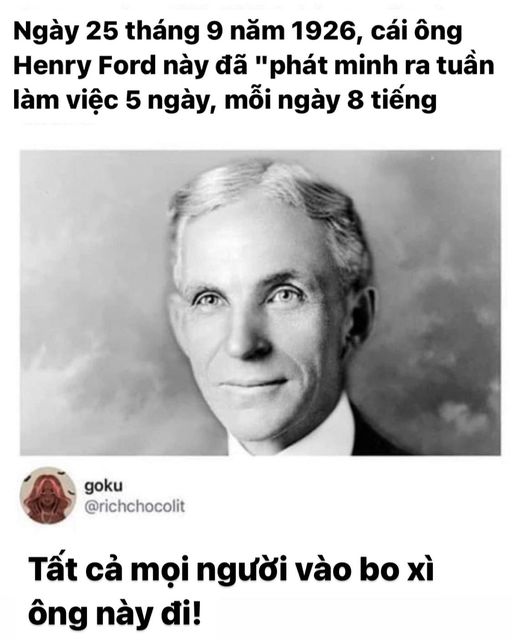 Ngày 25 tháng 9 năm 1926, cái ông
Henry Ford này đã "phát minh ra tuần
làm việc 5 ngày, mỗi ngày 8 tiếng
goku
@richchocolit
Tất cả mọi người vào bo xì
ông này đi!